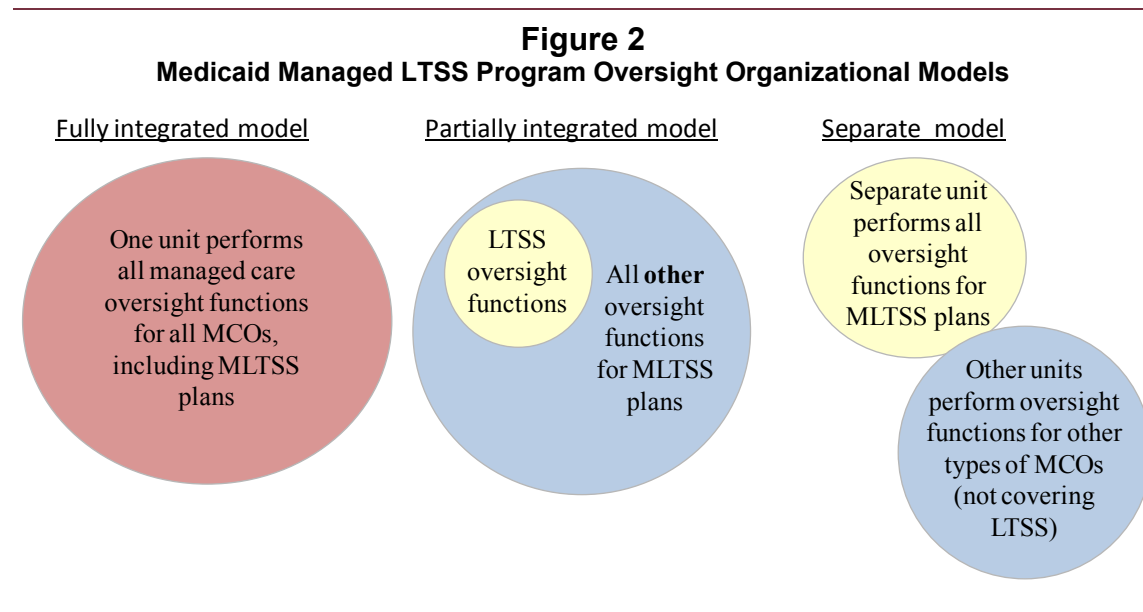 Figure 2
Medicaid Managed LTSS Program Oversight Organizational Models
Fully integrated model
One unit performs
all managed care
oversight functions
for all MCOs,
including MLTSS
plans
Partially integrated model
LTSS
oversight
functions
All other
oversight
functions
for MLTSS
plans
Separate model
Separate unit
performs all
oversight
functions for
MLTSS plans
Other units
perform oversight
functions for other
types of MCOs
(not covering
LTSS)